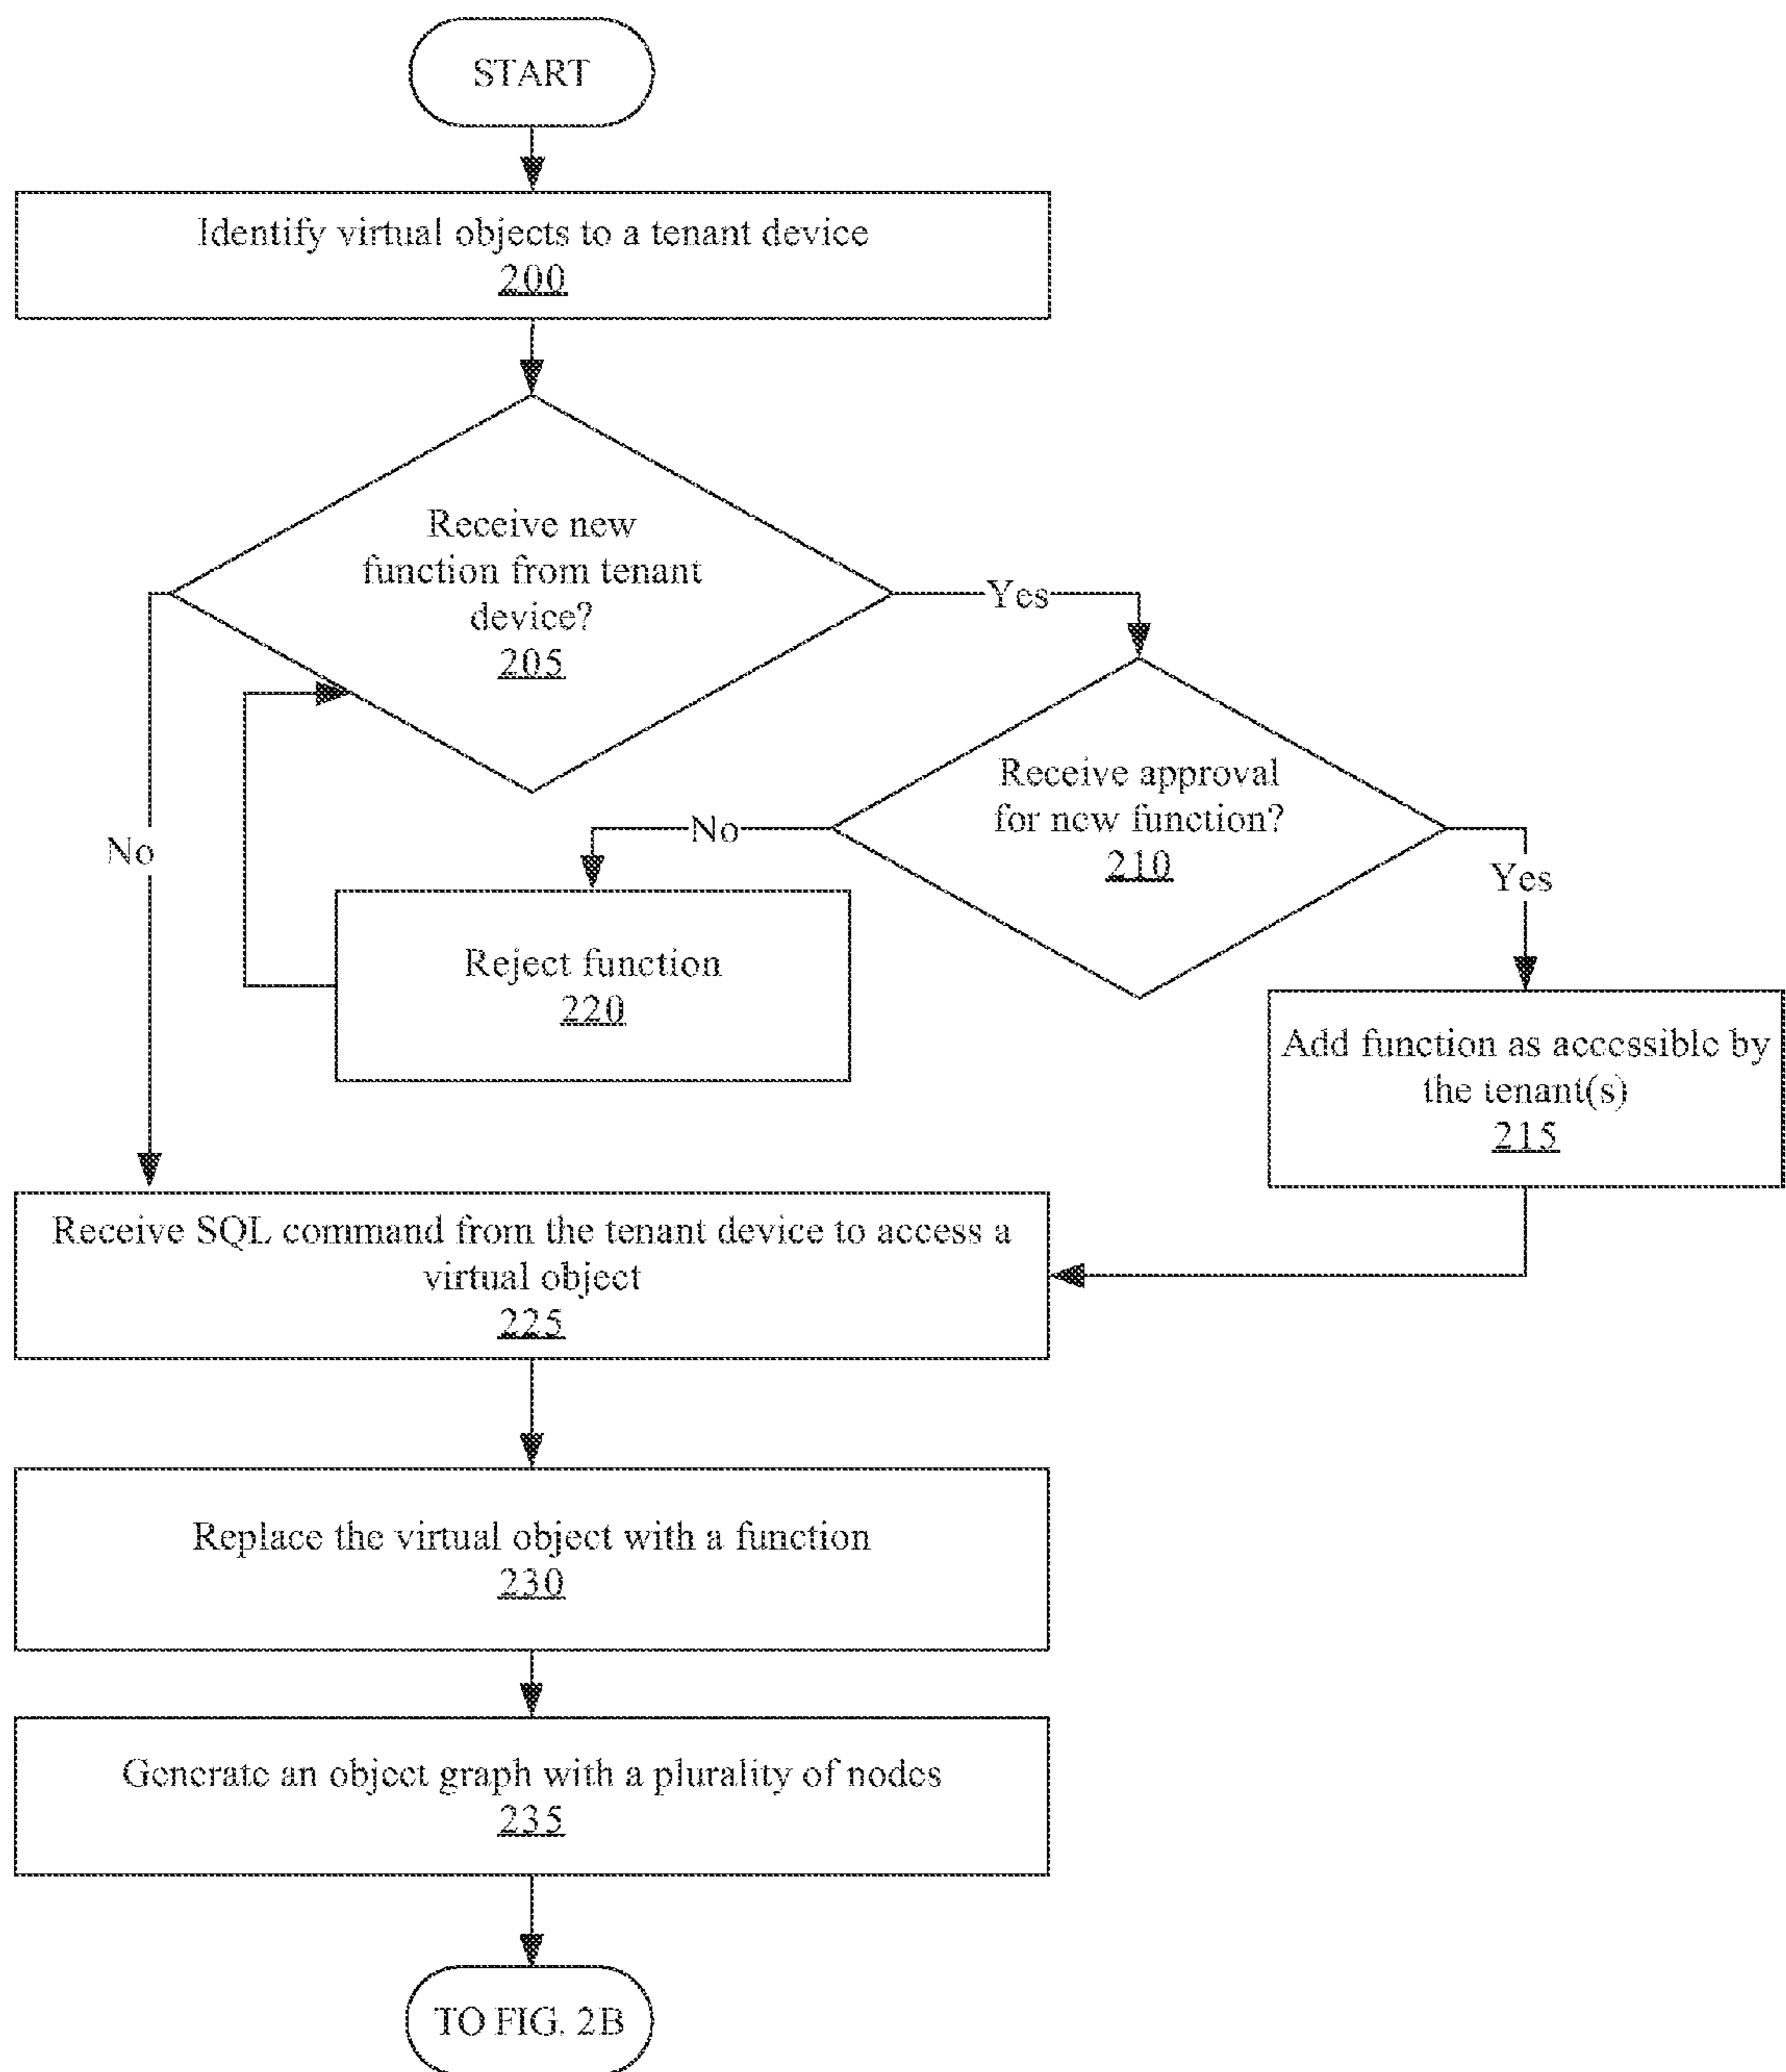 START
Identify virtual objects to a tenant device
200
Receive new
function from tenant
device?
205
Yes
No
Receive approval
for new function?
210
No
Yes
Reject function
220
Add function as accessible by
the tenant(s)
215
Receive SQL command from the tenant device to access a
virtual object
225
Replace the virtual object with a function
230
Generate an object graph with a plurality of nodes
235
TO FIG. 2B